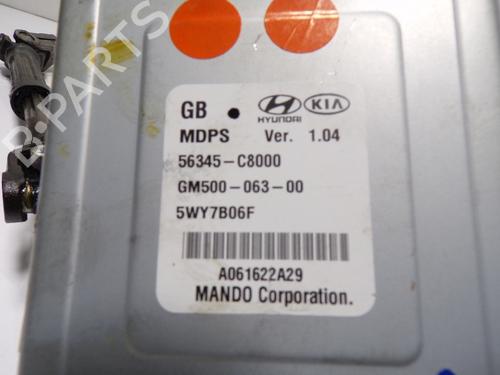 GB HYUNDAI KIA
MDPS Ver. 1.04
56345-C8000
GM500-063-00
5WY7B06F
A061622A29
MANDO Corporation.
B-PARTS